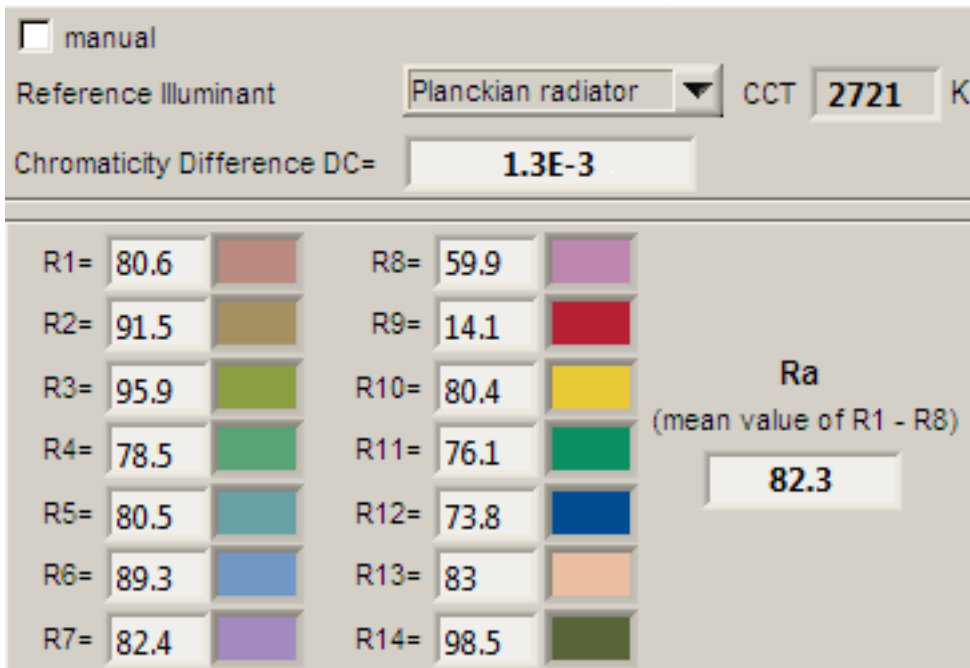 manual
Reference Illuminant Planckian radiator CCT 2721 K
Chromaticity Difference DC= 1.3E-3
R1= 80.6 R8= 59.9
R2= 91.5 R9= 14.1
R3= 95.9 R10= 80.4
Ra
(mean value of R1 - R8)
R4= 78.5 R11= 76.1
82.3
R5= 80.5 R12= 73.8
R6= 89.3 R13= 83
R7= 82.4 R14= 98.5